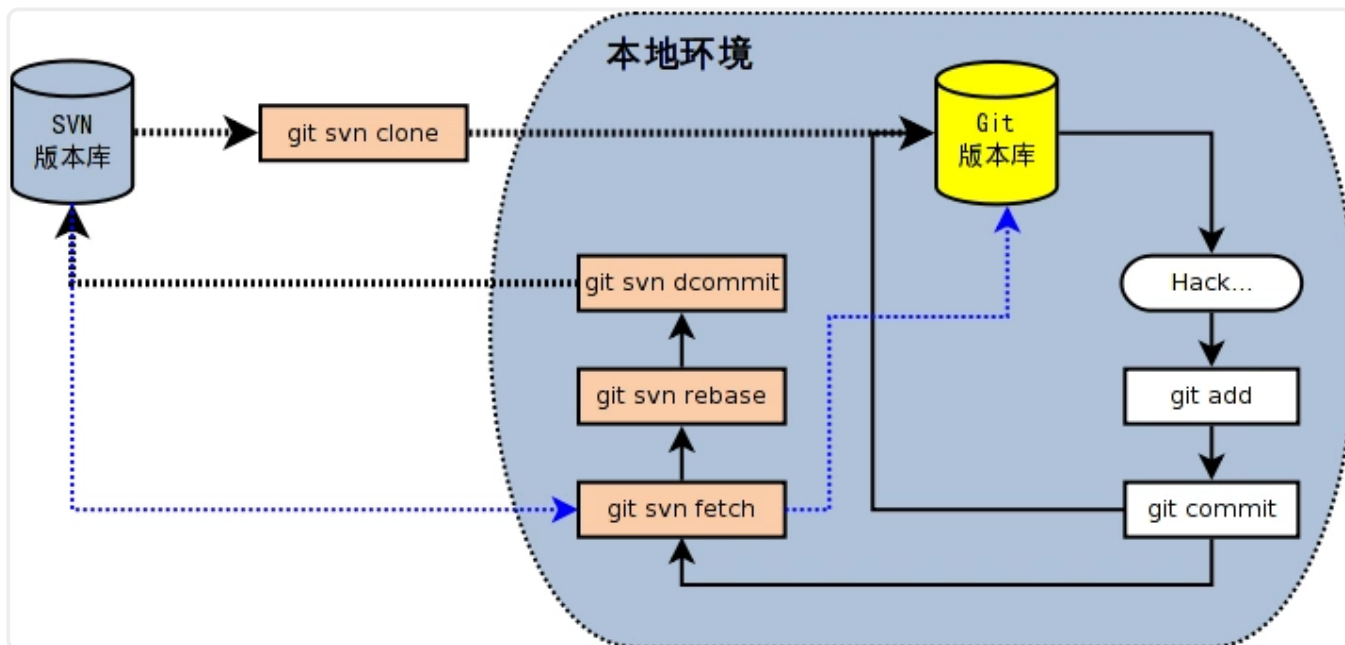 本地环境
SVN
版本库
git svn clone
Git
版本库
git svn dcommit
Hack...
git svn rebase
git add
git svn fetch
git commit